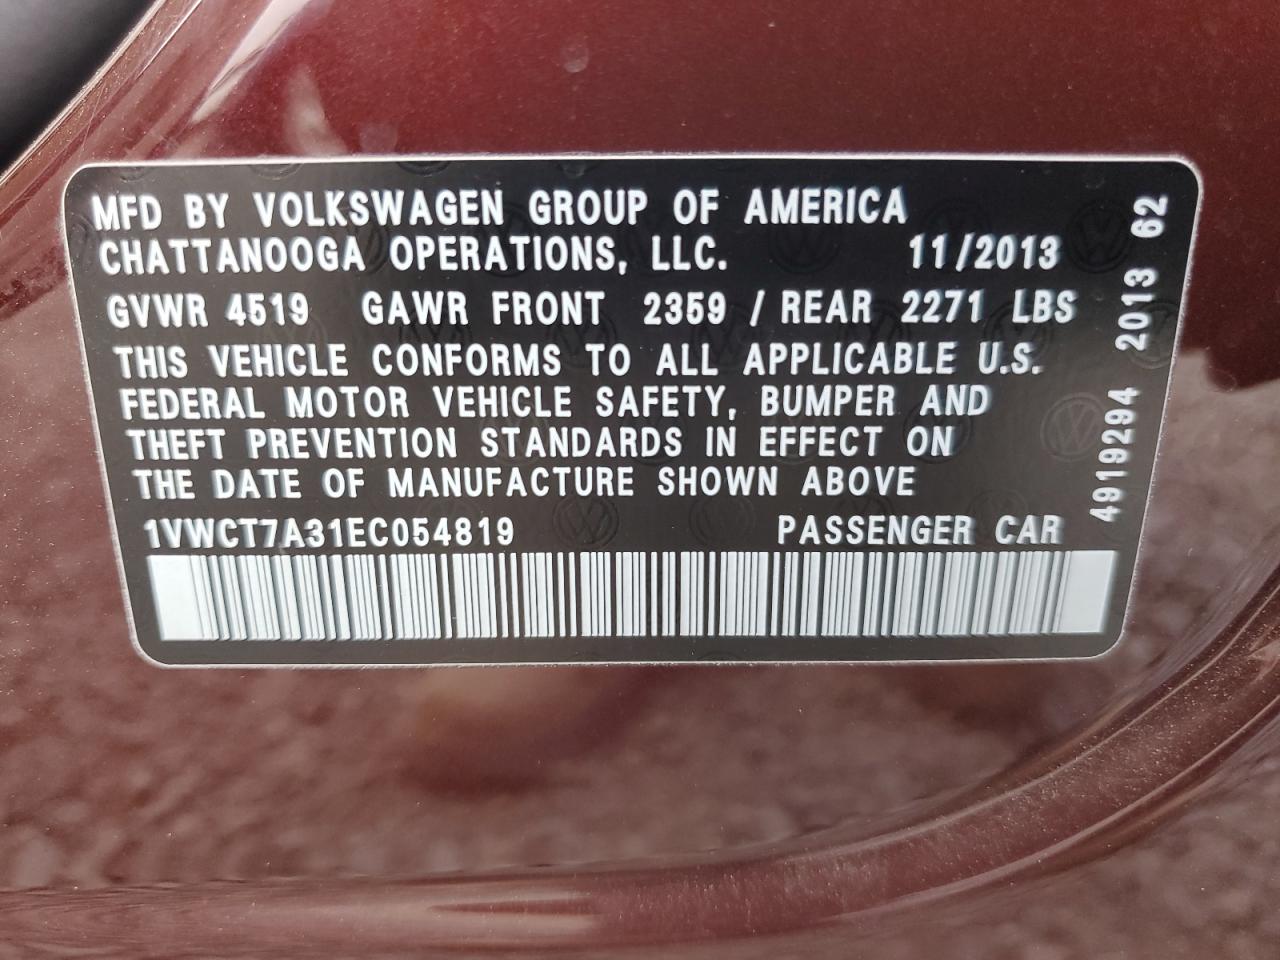 MFD BY VOLKSWAGEN GROUP OF AMERICA
CHATTANOOGA OPERATIONS, LLC. 11/2013
GVWR 4519 GAWR FRONT 2359 / REAR 2271 LBS
THIS VEHICLE CONFORMS TO ALL APPLICABLE U.S.
FEDERAL MOTOR VEHICLE SAFETY, BUMPER AND
THEFT PREVENTION STANDARDS IN EFFECT ON
THE DATE OF MANUFACTURE SHOWN ABOVE
1VWCT7A31EC054819 PASSENGER CAR
4919294 2013 62